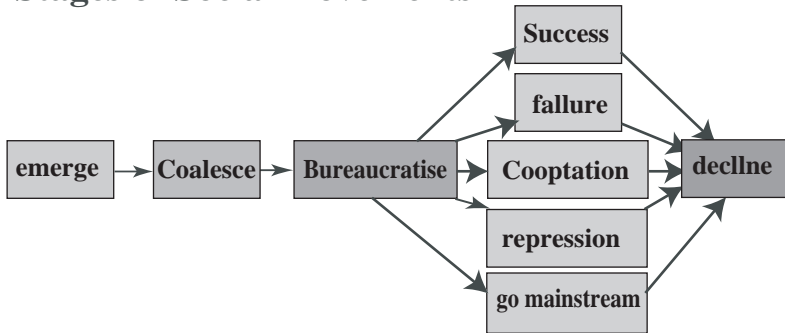 Success
fallure
emerge
Coalesce
Bureaucratise
Cooptation
decllne
repression
go mainstream